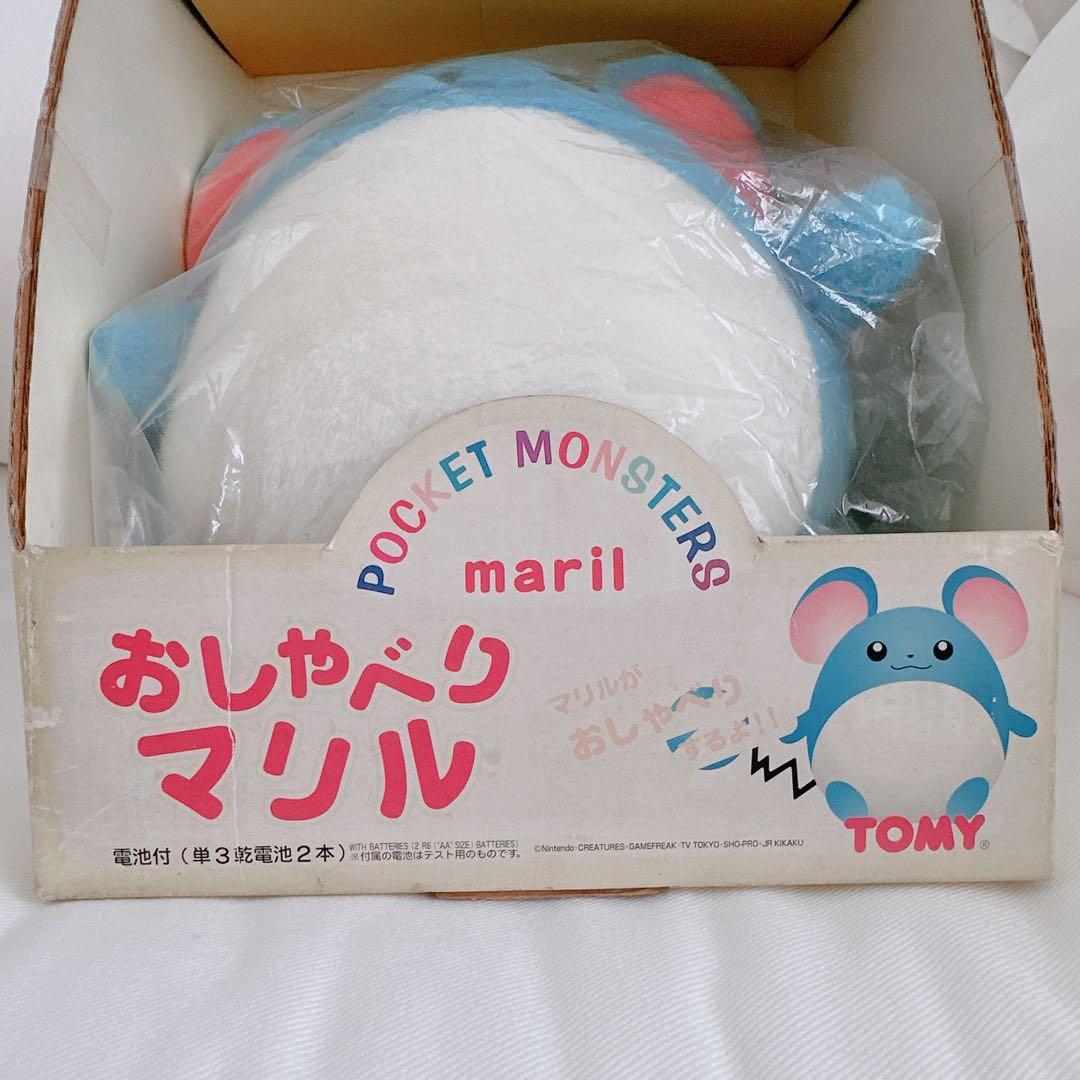 POCKET MONSTERS
maril
おしゃべり
マリル
マリルが
おしゃべり
するよ!!
TOMY®
電池付(単3乾電池2本)
WITH BATTERIES (2 R6 ("AA" SIZE) BATTERIES)
※付属の電池はテスト用のものです。
©Nintendo・CREATURES・GAMEFREAK・TV TOKYO・SHO-PRO・JR KIKAKU